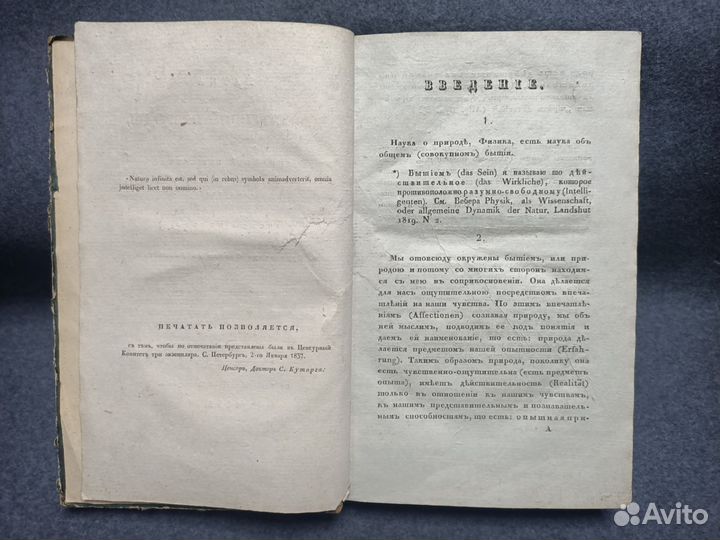 «Natura infinita est, sed qui (in rebus) symbola animadverterit, omnia
intelliget licet non omnino.»
ПЕЧАТАТЬ ПОЗВОЛЯЕТСЯ,
съ тѣмъ, чтобы по отпечатаніи представлены были въ Ценсурный
Комитетъ три экземпляра. С. Петербургъ, 2-го Января 1837.
Ценсоръ, Докторъ С. Куторга.
ВВЕДЕНІЕ.
1.
Наука о природѣ, Физика, есть наука объ
общемъ (совокупномъ) бытіи.
*) Бытіемъ (das Sein) я называю то дѣй-
ствительное (das Wirkliche), которое
противоположно разумно-свободному (Intelli-
genten). См. Вебера Physik, als Wissenschaft,
oder allgemeine Dynamik der Natur, Landshut
1819. N 2.
2.
Мы отовсюду окружены бытіемъ, или при-
родою и потому со многихъ сторонъ находим-
ся съ нею въ соприкосновеніи. Она дѣлается
для насъ ощутительною посредствомъ впеча-
тлѣній на наши чувства. По этимъ впечатлѣ-
ніямъ (Affectionen) сознавая природу, мы объ
ней мыслимъ, подводимъ ее подъ понятія и
даемъ ей наименованіе, то есть: природа дѣ-
лается предметомъ нашей опытности (Erfah-
rung). Такимъ образомъ природа, поколику она
есть чувственно-ощутительна (есть предметъ
опыта), имѣетъ дѣйствительность (Realität)
только въ отношеніи къ нашимъ чувствамъ,
къ нашимъ представительнымъ и познаватель-
нымъ способностямъ, то есть: опытная при-
А
Avito